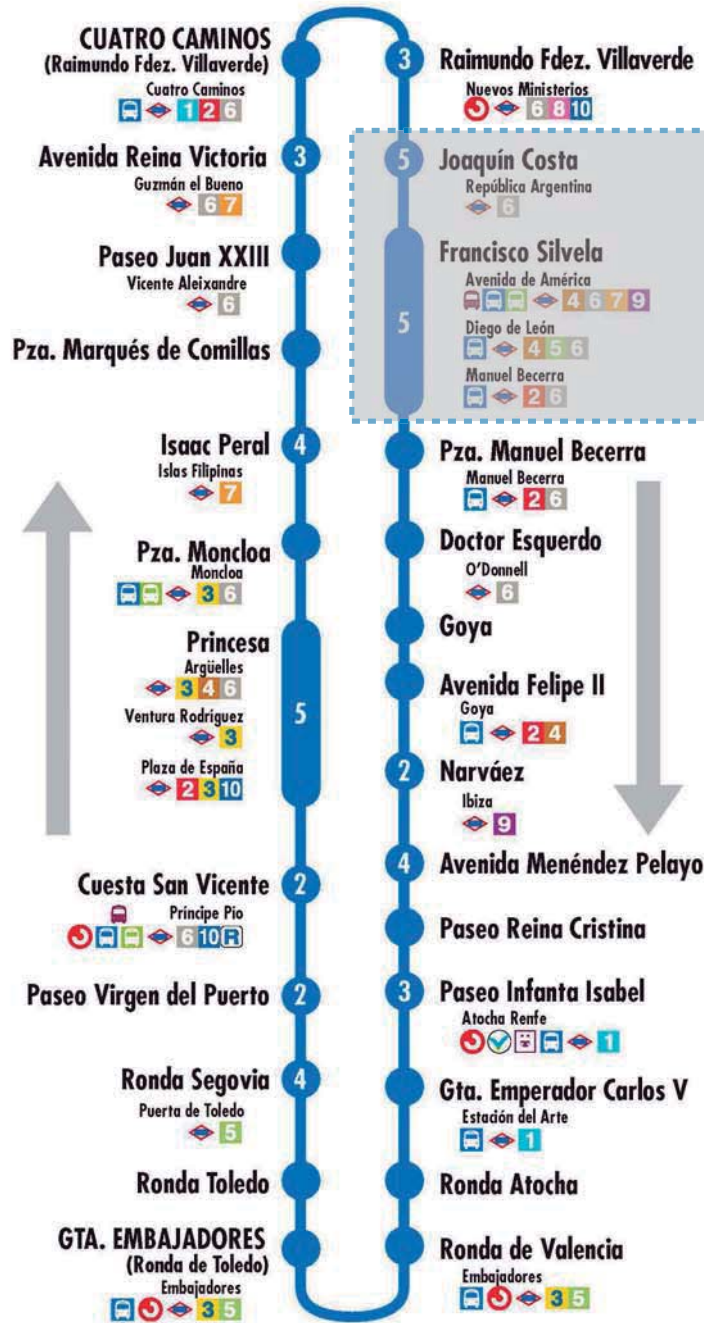 CUATRO CAMINOS
(Raimundo Fdez. Villaverde)
Cuatro Caminos
1 2 6
Avenida Reina Victoria
3
Guzmán el Bueno
6 7
Paseo Juan XXIII
Vicente Aleixandre
6
Pza. Marqués de Comillas
Isaac Peral
4
Islas Filipinas
7
Pza. Moncloa
Moncloa
3 6
Princesa
Argüelles
3 4 6
5
Ventura Rodríguez
3
Plaza de España
2 3 10
Cuesta San Vicente
2
Príncipe Pío
6 10 R
Paseo Virgen del Puerto
2
Ronda Segovia
4
Puerta de Toledo
5
Ronda Toledo
GTA. EMBAJADORES
(Ronda de Toledo)
Embajadores
3 5
3
Raimundo Fdez. Villaverde
Nuevos Ministerios
6 8 10
5
Joaquín Costa
República Argentina
6
Francisco Silvela
Avenida de América
4 6 7 9
5
Diego de León
4 5 6
Manuel Becerra
2 6
Pza. Manuel Becerra
Manuel Becerra
2 6
Doctor Esquerdo
O'Donnell
6
Goya
Avenida Felipe II
Goya
2 4
2
Narváez
Ibiza
9
4
Avenida Menéndez Pelayo
Paseo Reina Cristina
3
Paseo Infanta Isabel
Atocha Renfe
1
Gta. Emperador Carlos V
Estación del Arte
1
Ronda Atocha
Ronda de Valencia
Embajadores
3 5